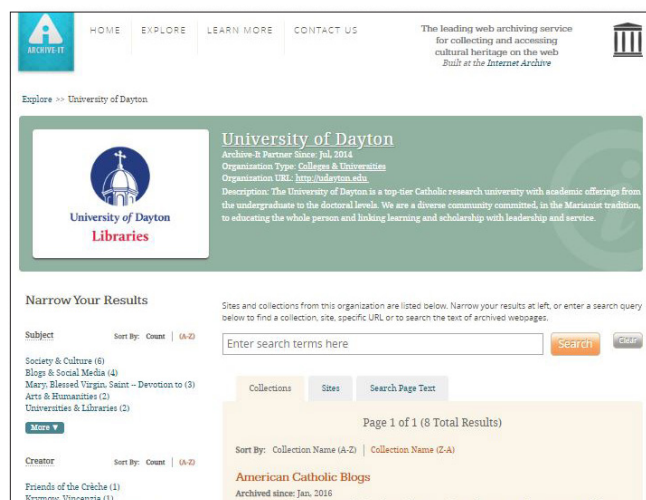 ARCHIVE-IT
HOME EXPLORE LEARN MORE CONTACT US
The leading web archiving service
for collecting and accessing
cultural heritage on the web
Built at the Internet Archive
Explore >> University of Dayton
University of Dayton
Libraries
University of Dayton
Archive-It Partner Since: Jul, 2014
Organization Type: Colleges & Universities
Organization URL: http://udayton.edu
Description: The University of Dayton is a top-tier Catholic research university with academic offerings from
the undergraduate to the doctoral levels. We are a diverse community committed, in the Marianist tradition,
to educating the whole person and linking learning and scholarship with leadership and service.
Narrow Your Results
Subject Sort By: Count | (A-Z)
Society & Culture (6)
Blogs & Social Media (4)
Mary, Blessed Virgin, Saint -- Devotion to (3)
Arts & Humanities (2)
Universities & Libraries (2)
More ▼
Creator Sort By: Count | (A-Z)
Friends of the Crèche (1)
Krymow, Vincenzia (1)
Sites and collections from this organization are listed below. Narrow your results at left, or enter a search query
below to find a collection, site, specific URL or to search the text of archived webpages.
Enter search terms here Search Clear
Collections Sites Search Page Text
Page 1 of 1 (8 Total Results)
Sort By: Collection Name (A-Z) | Collection Name (Z-A)
American Catholic Blogs
Archived since: Jan, 2016